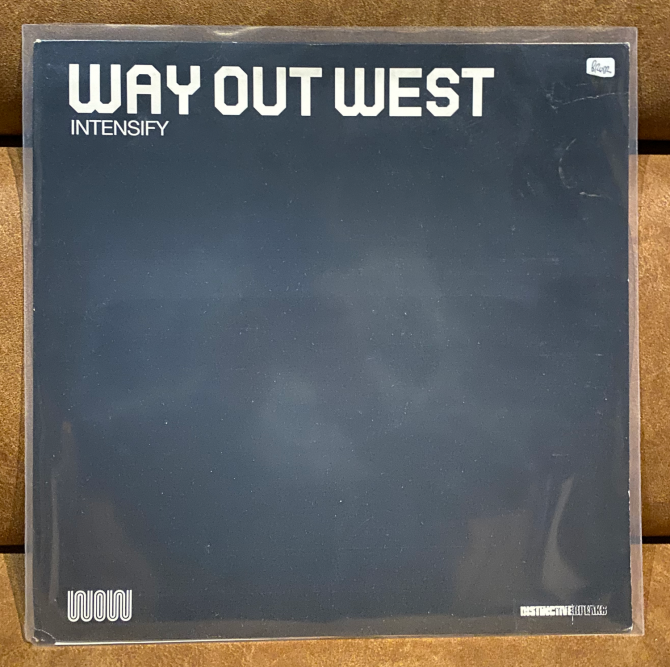 WAY OUT WEST
INTENSIFY
WOW
DISTINCTIVE BREAKS